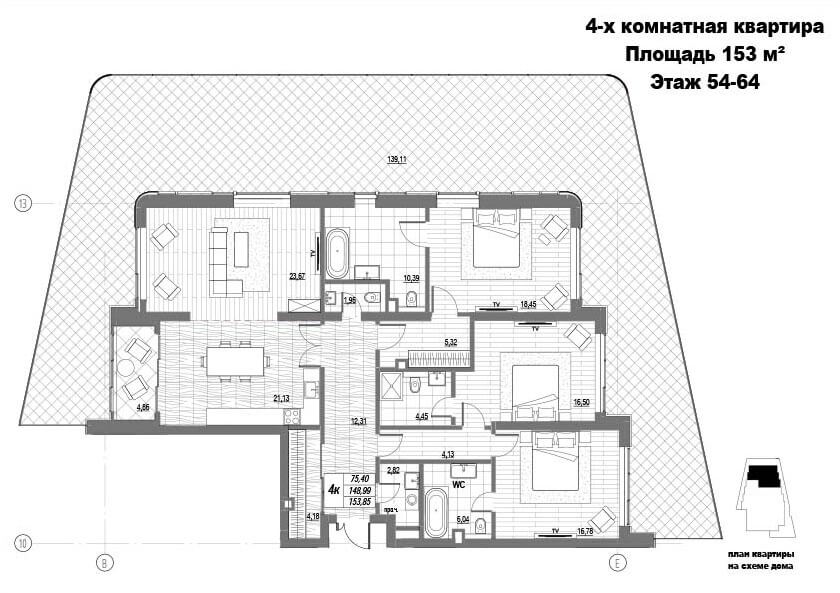 4-х комнатная квартира
Площадь 153 м²
Этаж 54-64
139,11
13
23,67
TV
10,39
1,96
18,45
TV
TV
5,32
4,66
21,13
16,50
4,45
12,31
4,13
75,40
4к
148,99
153,85
2,82
WC
4,18
6,04
16,78
TV
10
В
Е
план квартиры
на схеме дома